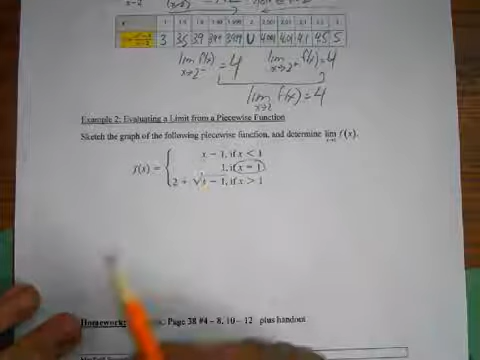 x 1 1.5 1.9 1.99 1.999 2 2.001 2.01 2.1 2.5 3
3 3.5 3.9 3.99 3.999 U 4.001 4.01 4.1 4.5 5
lim f(x) = 4 lim f(x) = 4
x→2⁻ x→2⁺
lim f(x) = 4
x→2
Example 2: Evaluating a Limit from a Piecewise Function
Sketch the graph of the following piecewise function, and determine lim f(x).
x − 1, if x < 1
f(x) = { 1, if x = 1
2 + √x − 1, if x > 1
Homework: Page 38 #4 – 8, 10 – 12 plus handout